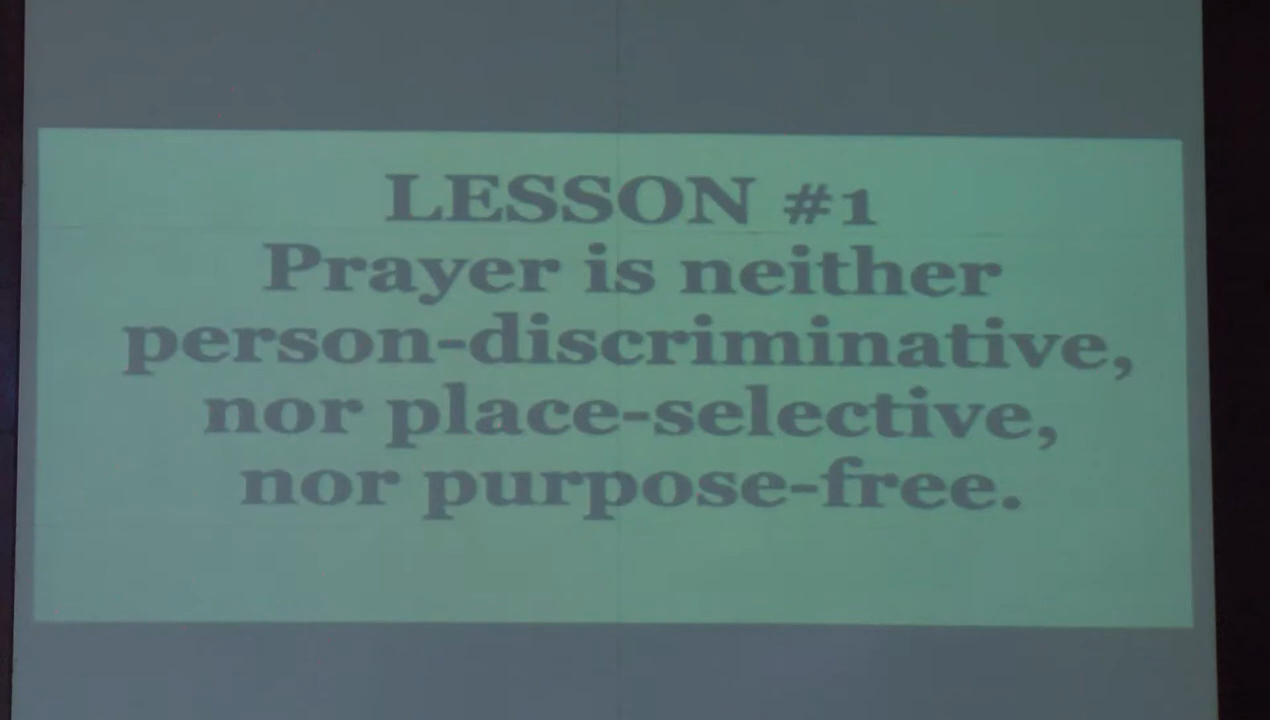 LESSON #1
Prayer is neither
person-discriminative,
nor place-selective,
nor purpose-free.